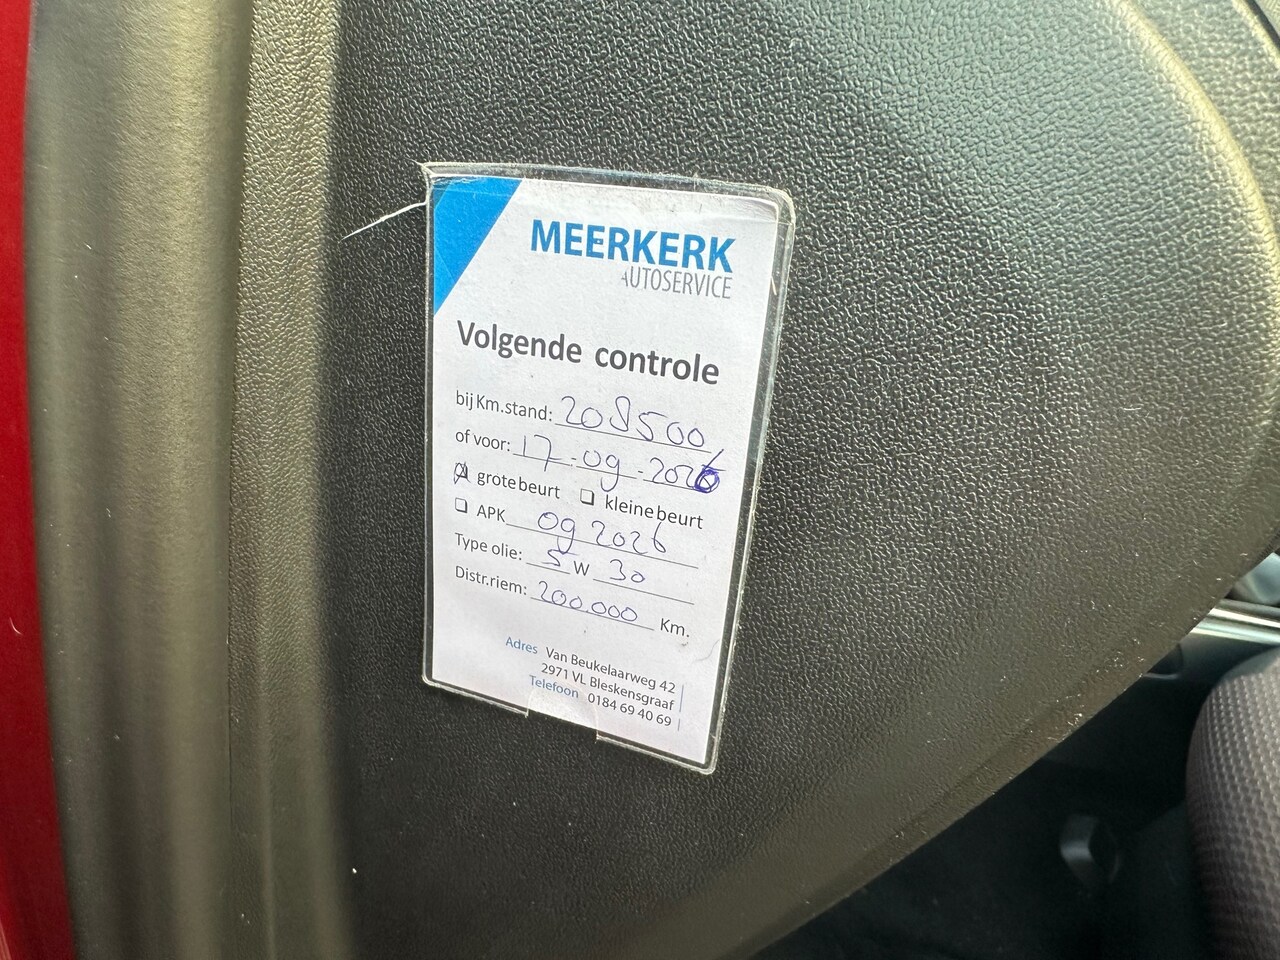 MEERKERK
AUTOSERVICE
Volgende controle
bij Km.stand: 208500
of voor: 17-09-2026
grote beurt kleine beurt
APK 09 2026
Type olie: 5 W 30
Distr.riem: 200.000 Km.
Adres Van Beukelaarweg 42
2971 VL Bleskensgraaf
Telefoon 0184 69 40 69